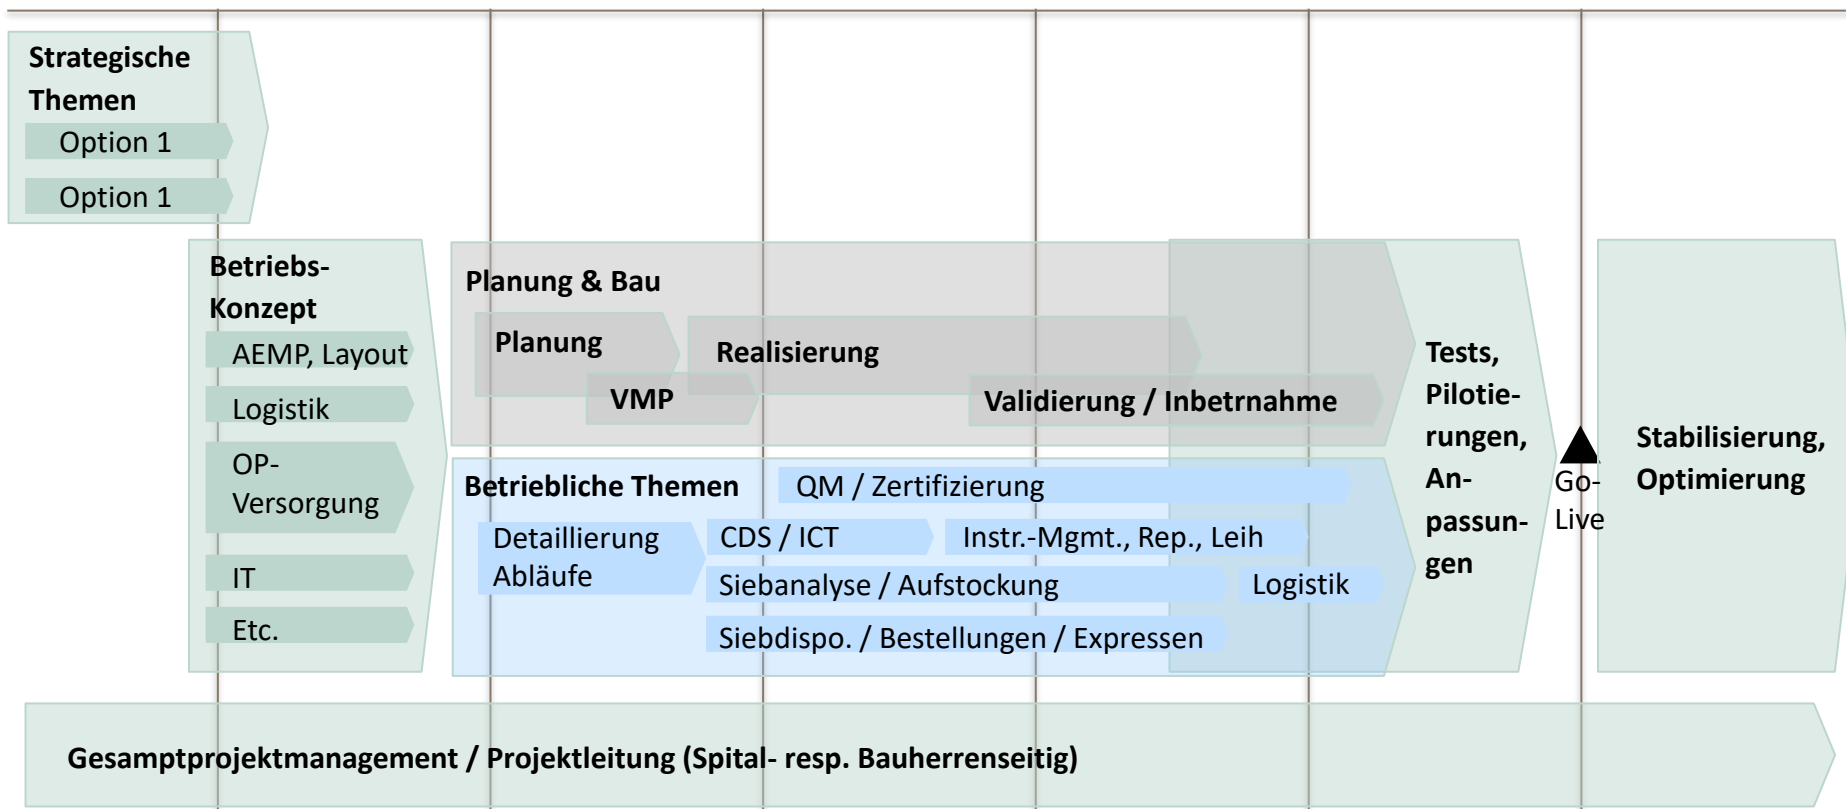 Strategische
Themen
Option 1
Option 1
Betriebs-
Konzept
AEMP, Layout
Logistik
OP-
Versorgung
IT
Etc.
Planung & Bau
Planung
Realisierung
VMP
Validierung / Inbetrnahme
Betriebliche Themen
QM / Zertifizierung
Detaillierung
Abläufe
CDS / ICT
Instr.-Mgmt., Rep., Leih
Siebanalyse / Aufstockung
Logistik
Siebdispo. / Bestellungen / Expressen
Tests,
Pilotie-
rungen,
An-
passun-
gen
Go-
Live
Stabilisierung,
Optimierung
Gesamtprojektmanagement / Projektleitung (Spital- resp. Bauherrenseitig)